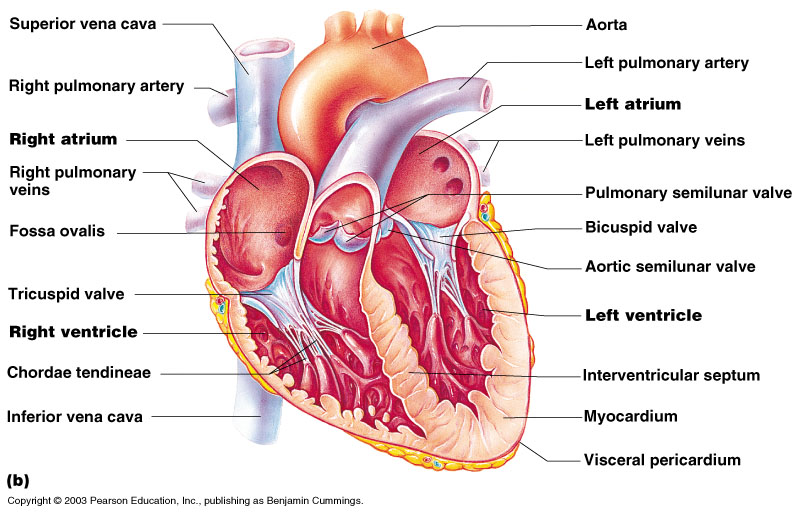 Superior vena cava
Right pulmonary artery
Right atrium
Right pulmonary
veins
Fossa ovalis
Tricuspid valve
Right ventricle
Chordae tendineae
Inferior vena cava
Aorta
Left pulmonary artery
Left atrium
Left pulmonary veins
Pulmonary semilunar valve
Bicuspid valve
Aortic semilunar valve
Left ventricle
Interventricular septum
Myocardium
Visceral pericardium
(b)
Copyright © 2003 Pearson Education, Inc., publishing as Benjamin Cummings.